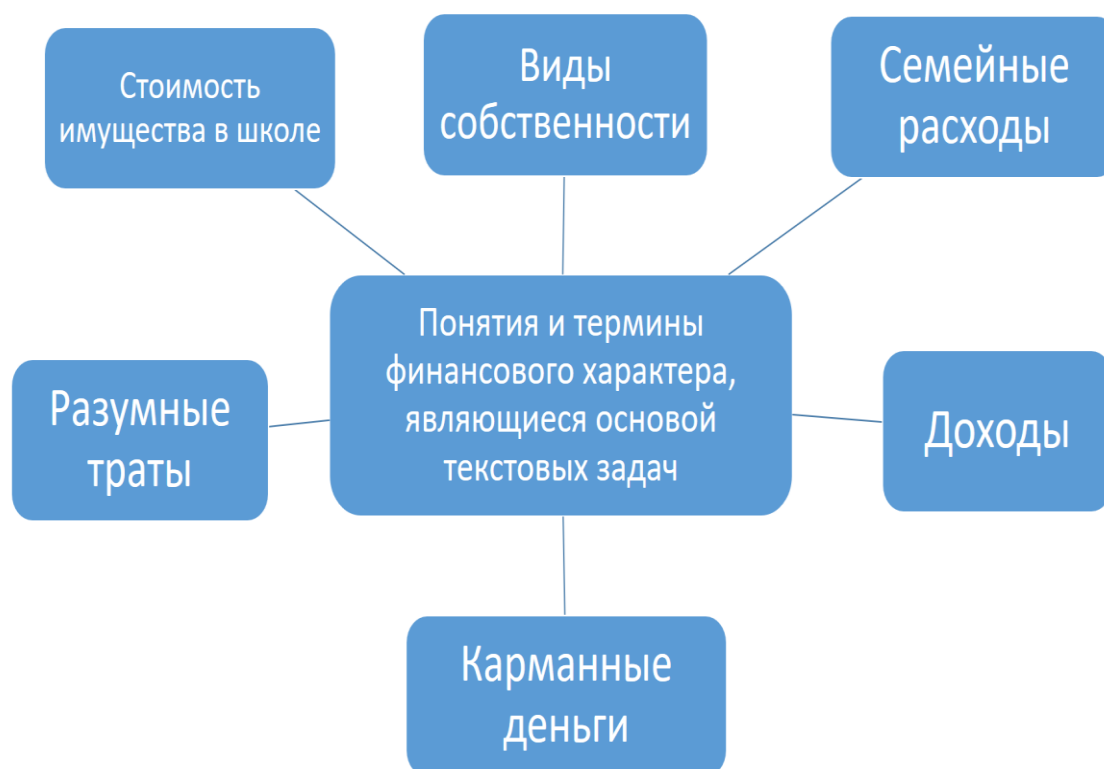 Стоимость
имущества в школе
Виды
собственности
Семейные
расходы
Понятия и термины
финансового характера,
являющиеся основой
текстовых задач
Разумные
траты
Доходы
Карманные
деньги